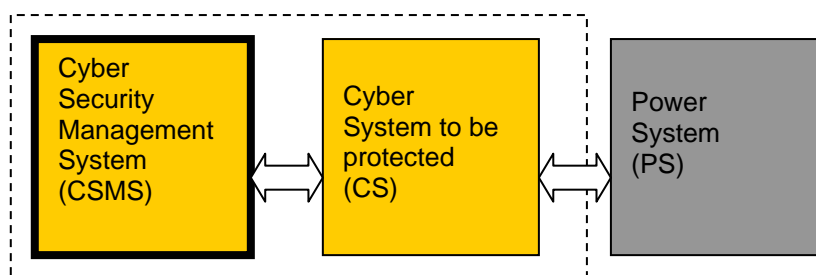 Cyber
Security
Management
System
(CSMS)
Cyber
System to be
protected
(CS)
Power
System
(PS)